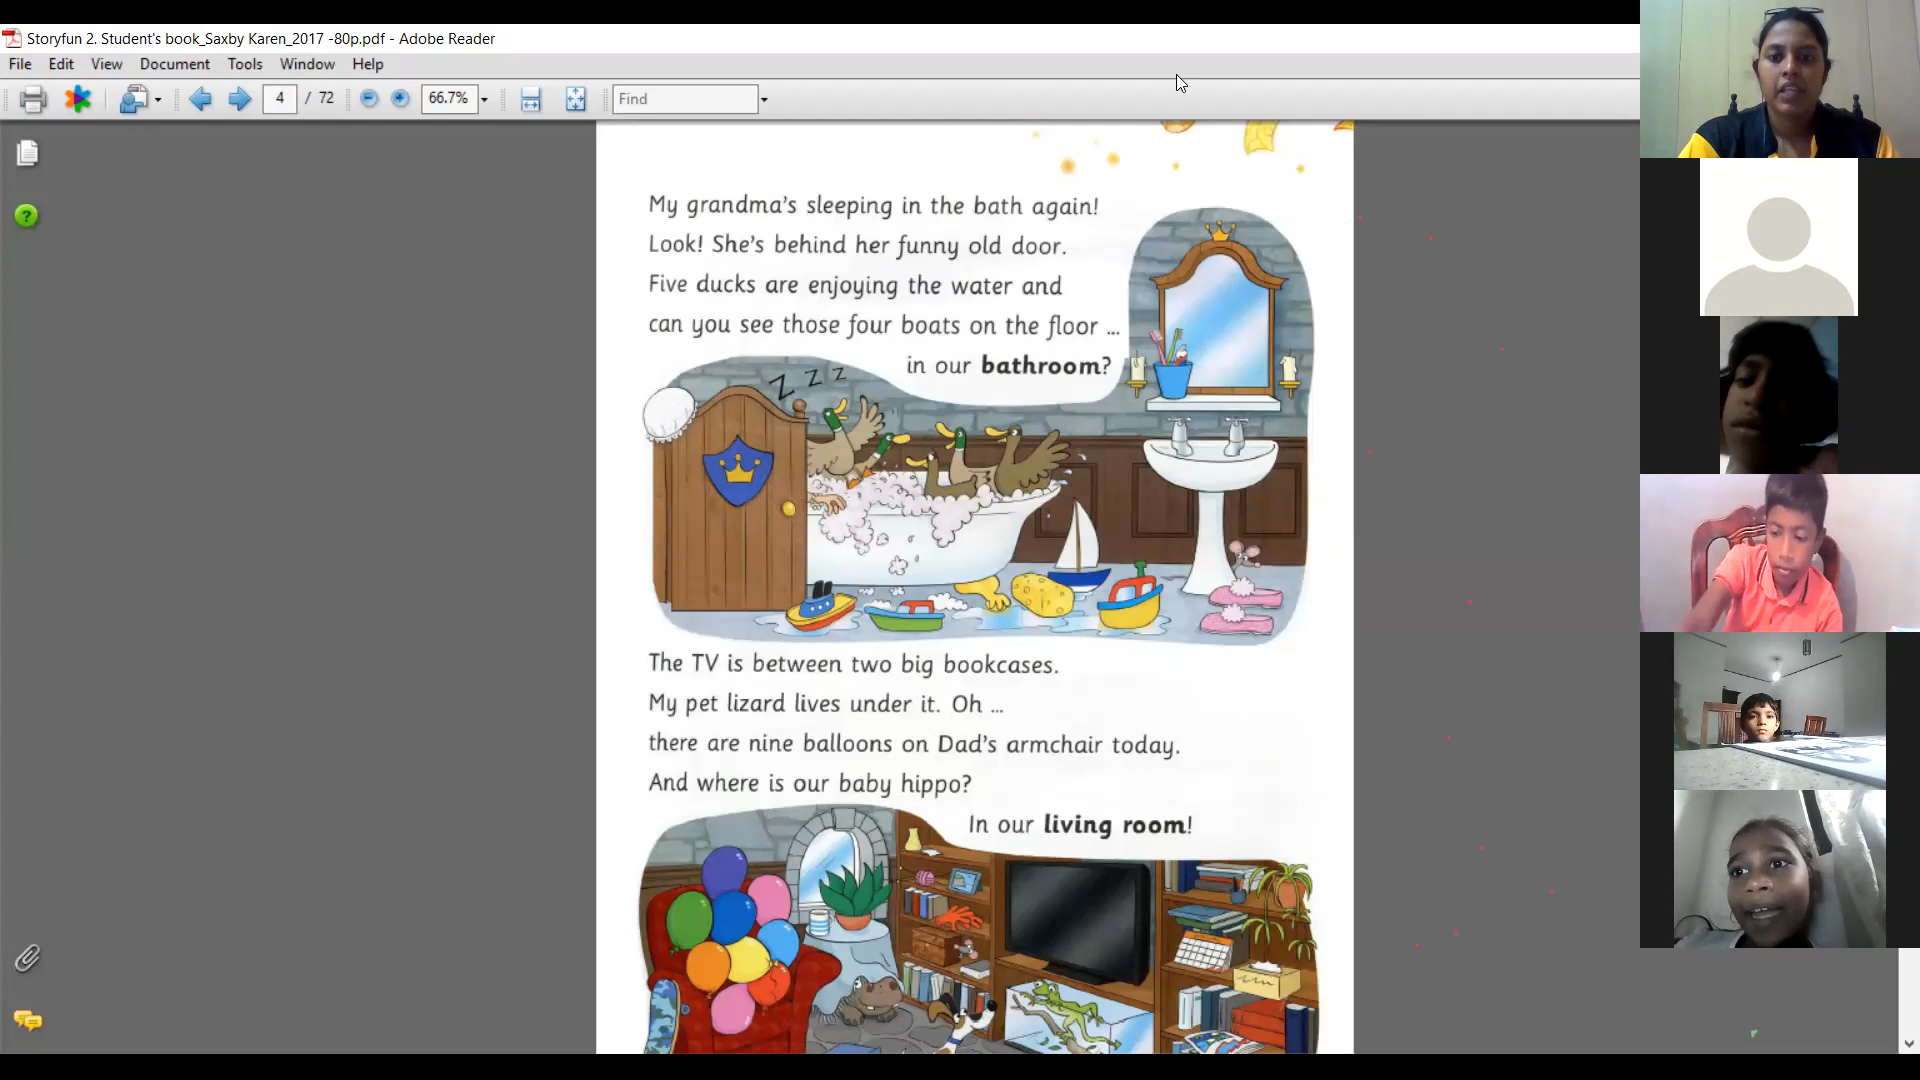 Storyfun 2. Student's book_Saxby Karen_2017 -80p.pdf - Adobe Reader
File Edit View Document Tools Window Help
4 / 72 66.7% Find
My grandma's sleeping in the bath again!
Look! She's behind her funny old door.
Five ducks are enjoying the water and
can you see those four boats on the floor ...
in our bathroom?
Z Z Z
The TV is between two big bookcases.
My pet lizard lives under it. Oh ...
there are nine balloons on Dad's armchair today.
And where is our baby hippo?
In our living room!